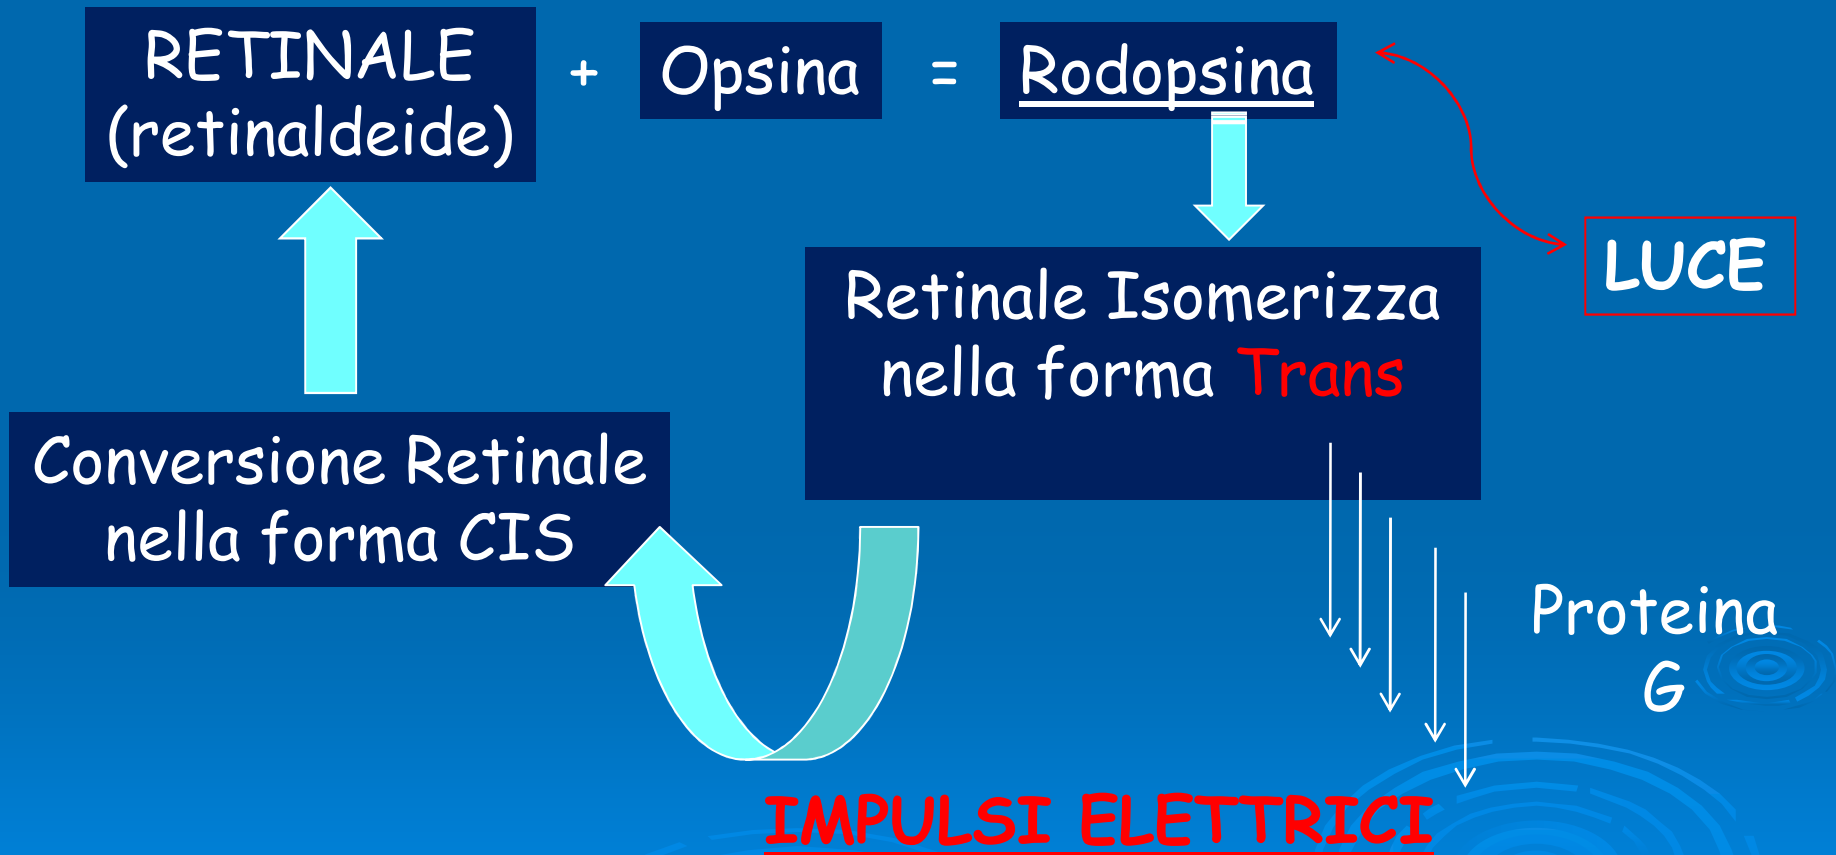 RETINALE
(retinaldeide)
+
Opsina
=
Rodopsina
LUCE
Retinale Isomerizza
nella forma Trans
Conversione Retinale
nella forma CIS
Proteina
G
IMPULSI ELETTRICI